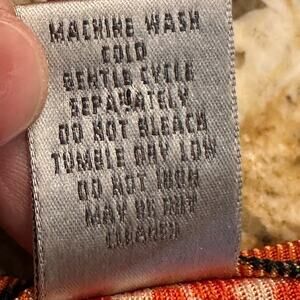 MACHINE WASH
COLD
GENTLE CYCLE
SEPARATELY
DO NOT BLEACH
TUMBLE DRY LOW
DO NOT IRON
MAY BE DRY
CLEANED